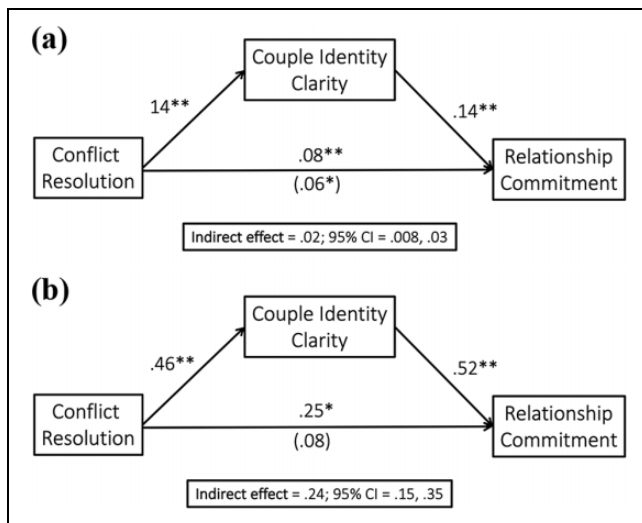 (a)
Couple Identity
Clarity
14**
.14**
Conflict
Resolution
.08**
(.06*)
Relationship
Commitment
Indirect effect = .02; 95% CI = .008, .03
(b)
Couple Identity
Clarity
.46**
.52**
Conflict
Resolution
.25*
(.08)
Relationship
Commitment
Indirect effect = .24; 95% CI = .15, .35